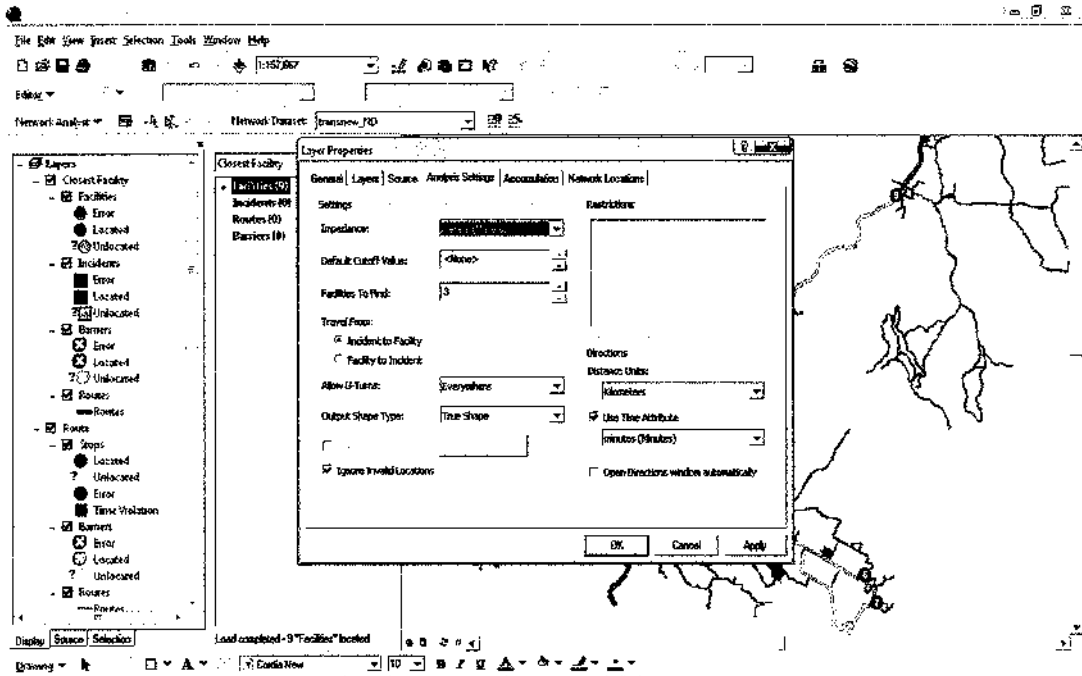 File Edit View Insert Selection Tools Window Help
1:157,667
Editor
Network Analyst Network Dataset: transnew_ND
Layers
Closest Facility
Facilities
Error
Located
? Unlocated
Incidents
Error
Located
? Unlocated
Barriers
Error
Located
? Unlocated
Routes
Routes
Route
Stops
Located
? Unlocated
Error
Time Violation
Barriers
Error
Located
? Unlocated
Routes
Routes
Display Source Selection
Closest Facility
Facilities (9)
Incidents (0)
Routes (0)
Barriers (0)
Load completed - 9 "Facilities" located
Layer Properties
General Layers Source Analysis Settings Accumulation Network Locations
Settings
Impedance:
Default Cutoff Value: <None>
Facilities To Find: 3
Travel From:
Incident to Facility
Facility to Incident
Allow U-Turns: Everywhere
Output Shape Type: True Shape
Ignore Invalid Locations
Restrictions:
Directions
Distance Units:
Kilometers
Use Time Attribute
minutes (Minutes)
Open Directions window automatically
OK Cancel Apply
Drawing A Cordia New 10 B I U A